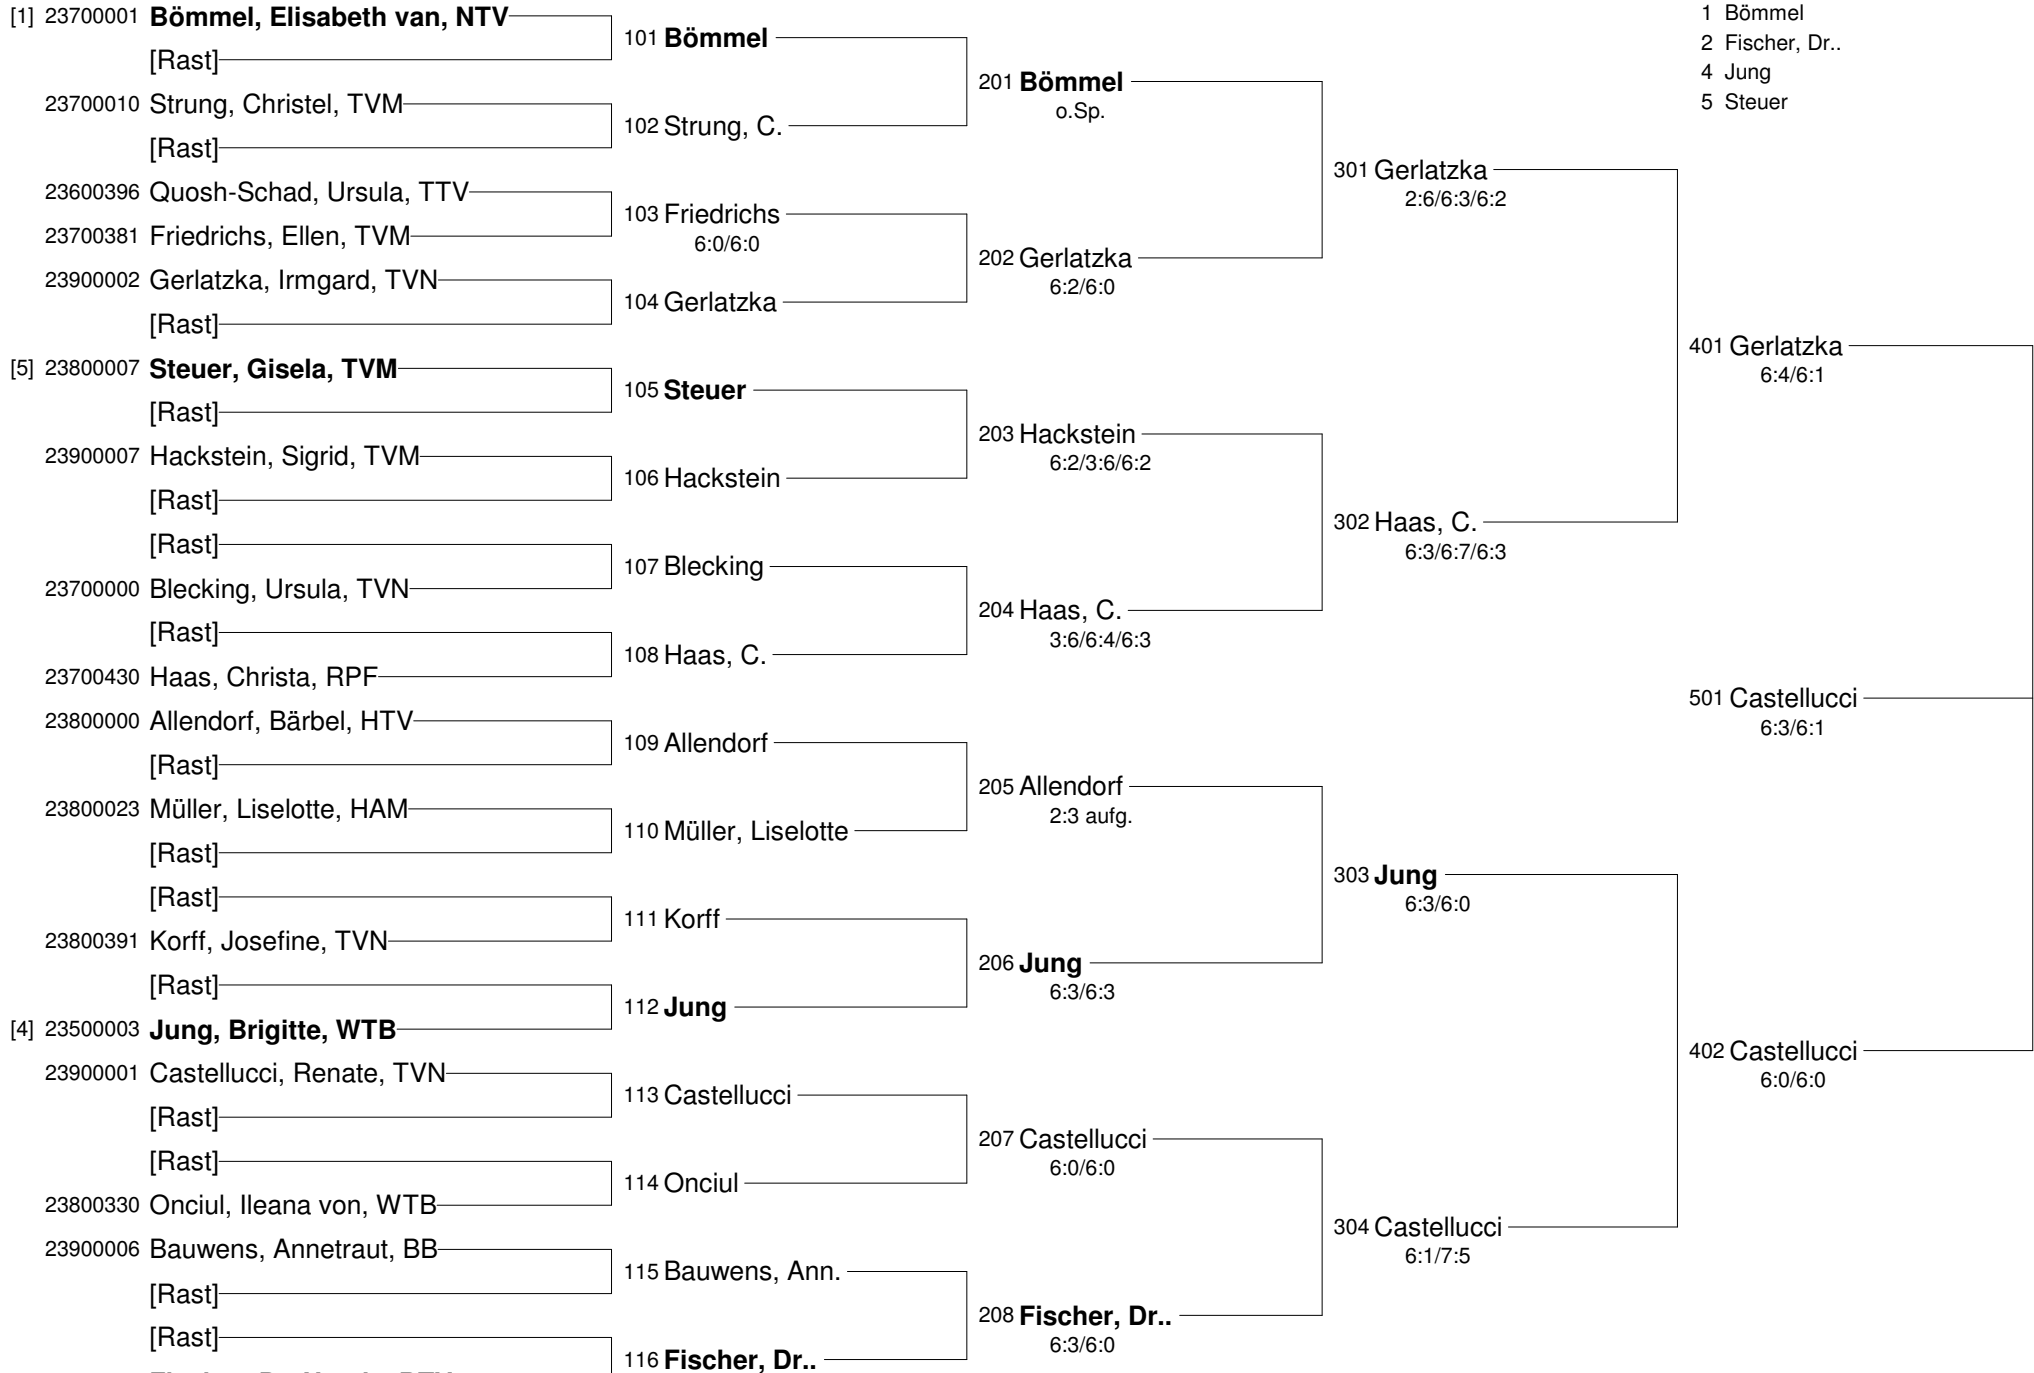 [1] 23700001 Bömmel, Elisabeth van, NTV
[Rast]
23700010 Strung, Christel, TVM
[Rast]
23600396 Quosh-Schad, Ursula, TTV
23700381 Friedrichs, Ellen, TVM
23900002 Gerlatzka, Irmgard, TVN
[Rast]
[5] 23800007 Steuer, Gisela, TVM
[Rast]
23900007 Hackstein, Sigrid, TVM
[Rast]
[Rast]
23700000 Blecking, Ursula, TVN
[Rast]
23700430 Haas, Christa, RPF
23800000 Allendorf, Bärbel, HTV
[Rast]
23800023 Müller, Liselotte, HAM
[Rast]
[Rast]
23800391 Korff, Josefine, TVN
[Rast]
[4] 23500003 Jung, Brigitte, WTB
23900001 Castellucci, Renate, TVN
[Rast]
[Rast]
23800330 Onciul, Ileana von, WTB
23900006 Bauwens, Annetraut, BB
[Rast]
[Rast]
101 Bömmel
102 Strung, C.
103 Friedrichs
6:0/6:0
104 Gerlatzka
105 Steuer
106 Hackstein
107 Blecking
108 Haas, C.
109 Allendorf
110 Müller, Liselotte
111 Korff
112 Jung
113 Castellucci
114 Onciul
115 Bauwens, Ann.
116 Fischer, Dr..
201 Bömmel
o.Sp.
202 Gerlatzka
6:2/6:0
203 Hackstein
6:2/3:6/6:2
204 Haas, C.
3:6/6:4/6:3
205 Allendorf
2:3 aufg.
206 Jung
6:3/6:3
207 Castellucci
6:0/6:0
208 Fischer, Dr..
6:3/6:0
301 Gerlatzka
2:6/6:3/6:2
302 Haas, C.
6:3/6:7/6:3
303 Jung
6:3/6:0
304 Castellucci
6:1/7:5
1 Bömmel
2 Fischer, Dr..
4 Jung
5 Steuer
401 Gerlatzka
6:4/6:1
501 Castellucci
6:3/6:1
402 Castellucci
6:0/6:0